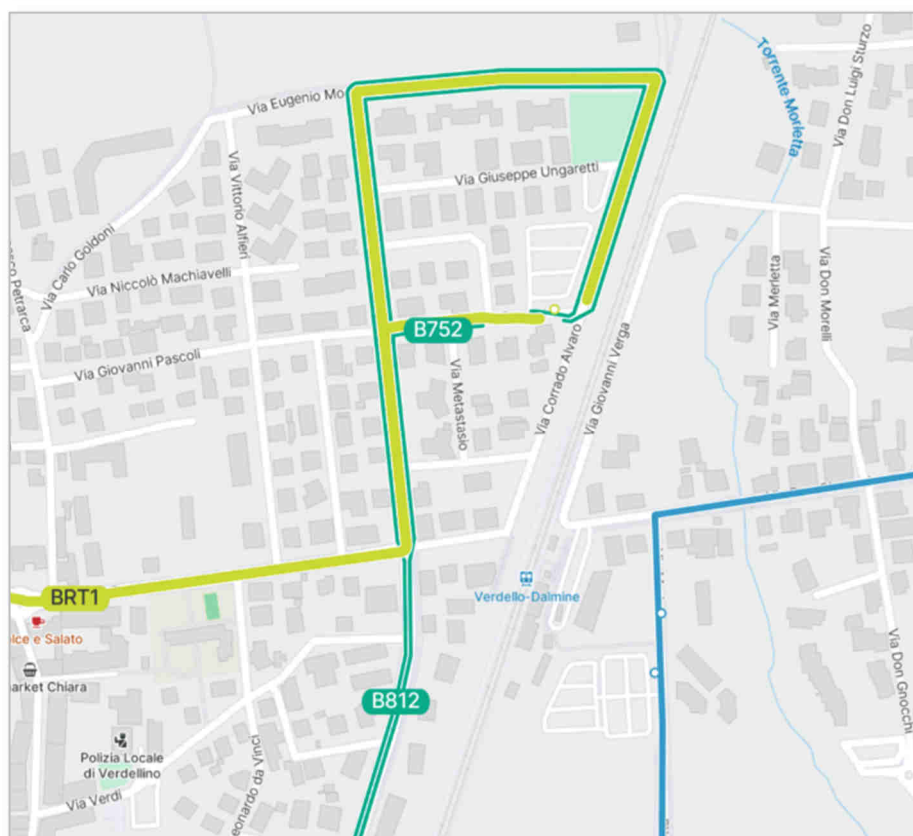 Via Eugenio Mo
Torrente Morletta
Via Don Luigi Sturzo
Via Vittorio Alfieri
Via Giuseppe Ungaretti
Via Carlo Goldoni
Petrarca
Via Niccolò Machiavelli
Via Merletta
Via Don Morelli
B752
Via Giovanni Pascoli
Via Metastasio
Via Corrado Alvaro
Via Giovanni Verga
BRT1
Verdello-Dalmine
olce e Salato
arket Chiara
Via Don Gnocchi
B812
Polizia Locale
di Verdellino
eonardo da Vinci
Via Verdi